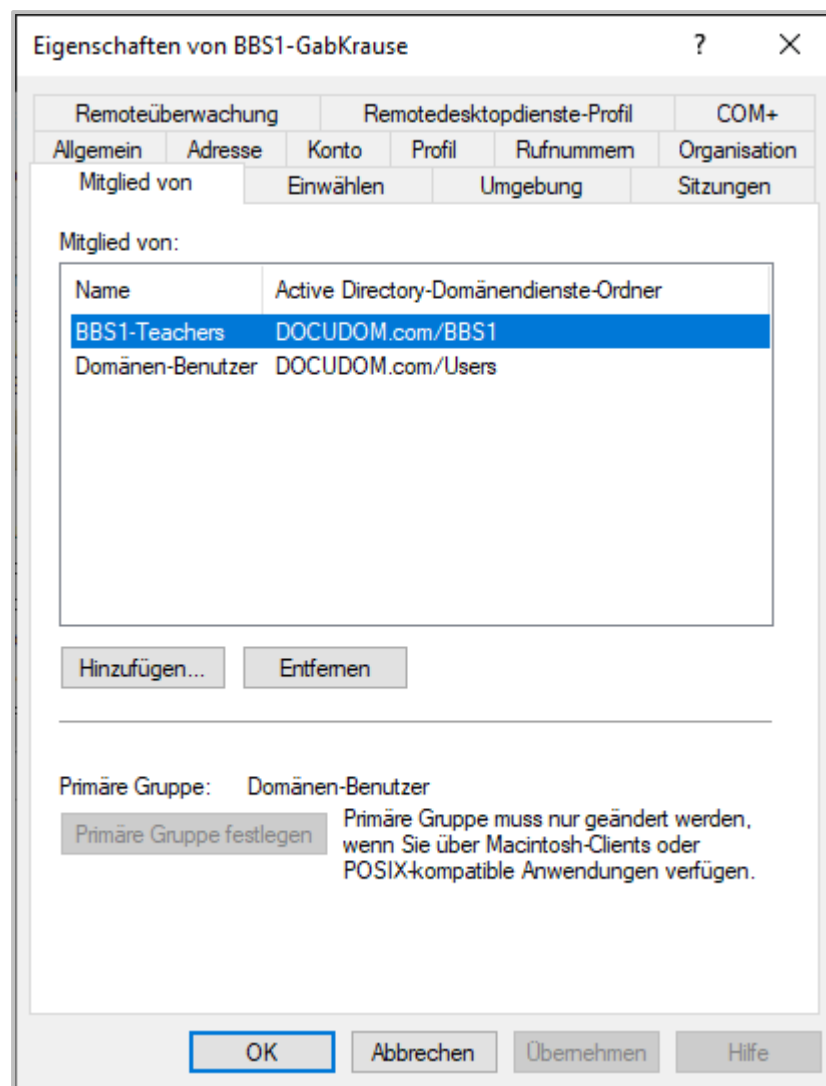 Eigenschaften von BBS1-GabKrause
Remoteüberwachung Remotedesktopdienste-Profil COM+
Allgemein Adresse Konto Profil Rufnummern Organisation
Mitglied von Einwählen Umgebung Sitzungen
Mitglied von:
Name Active Directory-Domänendienste-Ordner
BBS1-Teachers DOCUDOM.com/BBS1
Domänen-Benutzer DOCUDOM.com/Users
Hinzufügen... Entfernen
Primäre Gruppe: Domänen-Benutzer
Primäre Gruppe festlegen
Primäre Gruppe muss nur geändert werden,
wenn Sie über Macintosh-Clients oder
POSIX-kompatible Anwendungen verfügen.
OK Abbrechen Übernehmen Hilfe